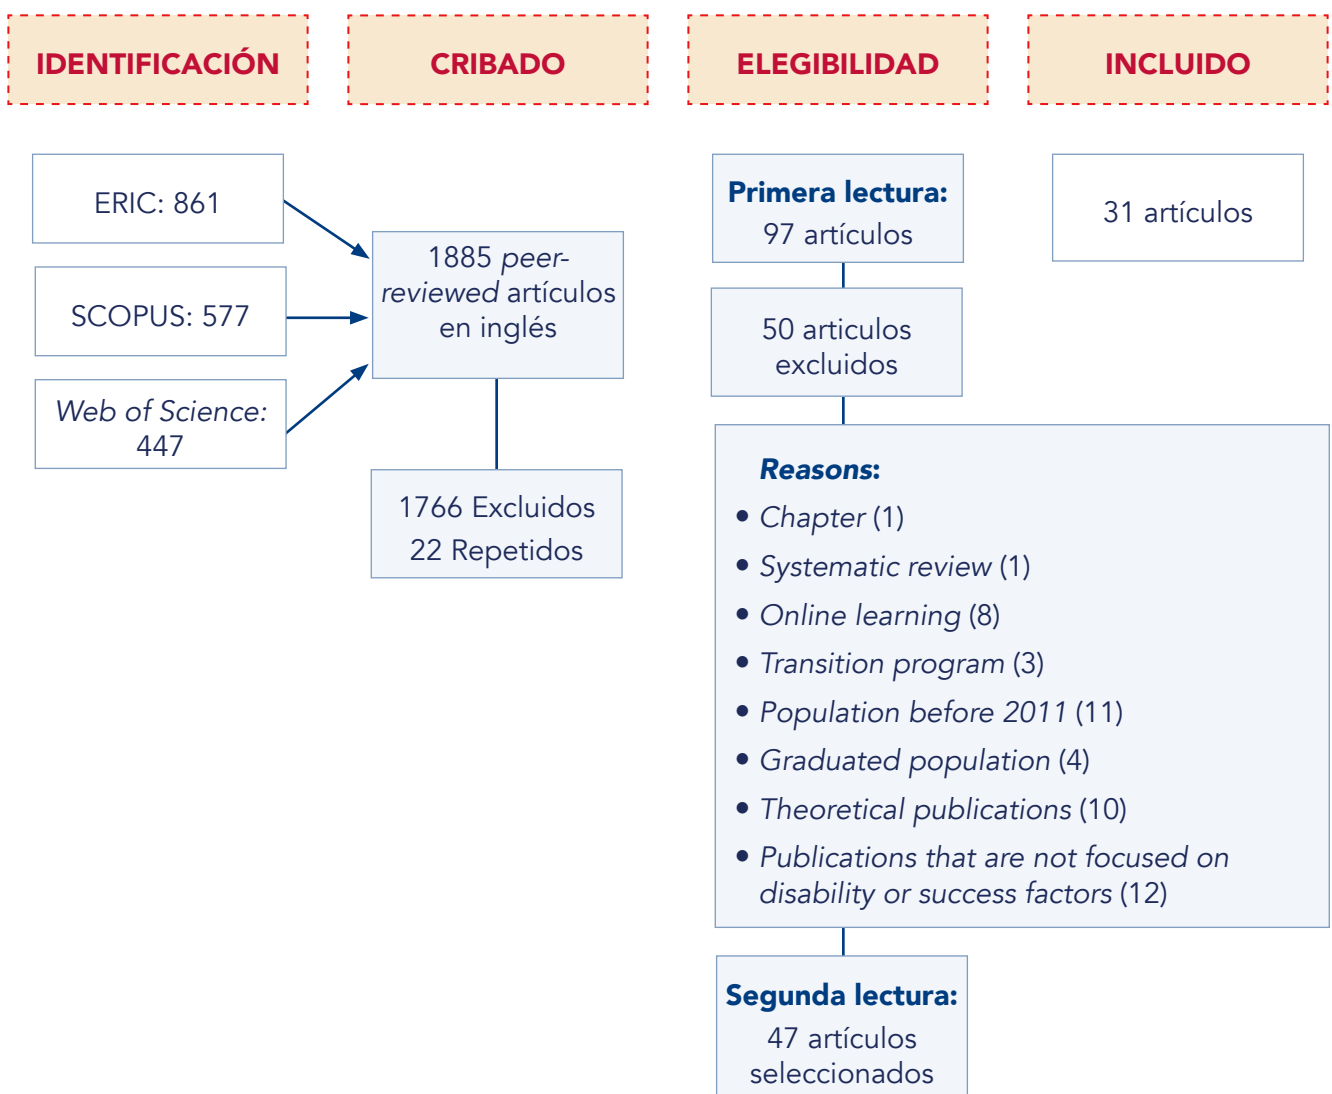 IDENTIFICACIÓN
CRIBADO
ELEGIBILIDAD
INCLUIDO
ERIC: 861
SCOPUS: 577
Web of Science:
447
1885 peer-
reviewed artículos
en inglés
1766 Excluidos
22 Repetidos
Primera lectura:
97 artículos
50 articulos
excluidos
Reasons:
• Chapter (1)
• Systematic review (1)
• Online learning (8)
• Transition program (3)
• Population before 2011 (11)
• Graduated population (4)
• Theoretical publications (10)
• Publications that are not focused on
disability or success factors (12)
Segunda lectura:
47 artículos
seleccionados
31 artículos